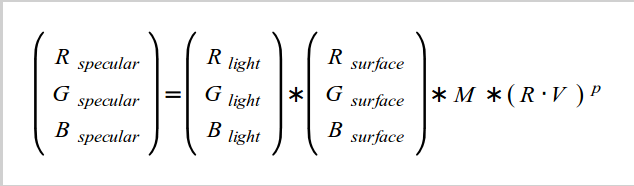 R specular R light R surface
G specular = G light * G surface * M * ( R · V ) p
B specular B light B surface